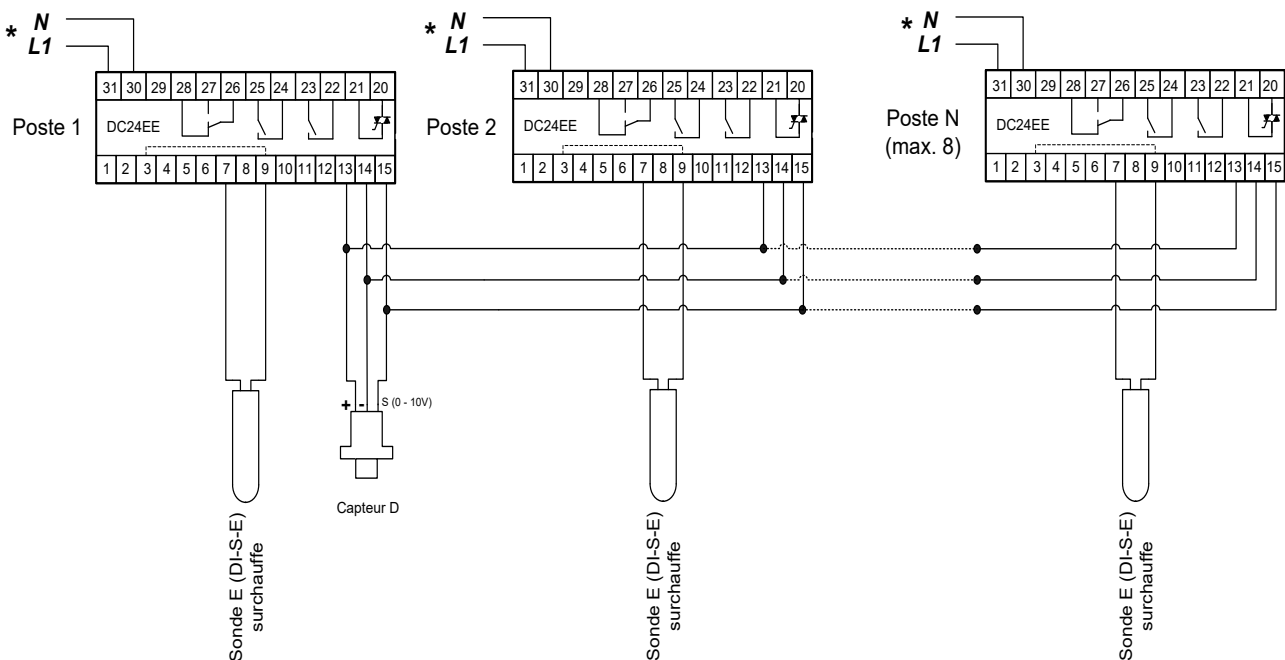 * N
L1
* N
L1
* N
L1
31 30 29 28 27 26 25 24 23 22 21 20
31 30 29 28 27 26 25 24 23 22 21 20
31 30 29 28 27 26 25 24 23 22 21 20
Poste 1
DC24EE
Poste 2
DC24EE
Poste N
(max. 8)
DC24EE
1 2 3 4 5 6 7 8 9 10 11 12 13 14 15
1 2 3 4 5 6 7 8 9 10 11 12 13 14 15
1 2 3 4 5 6 7 8 9 10 11 12 13 14 15
+ - S (0 - 10V)
Capteur D
Sonde E (DI-S-E)
surchauffe
Sonde E (DI-S-E)
surchauffe
Sonde E (DI-S-E)
surchauffe